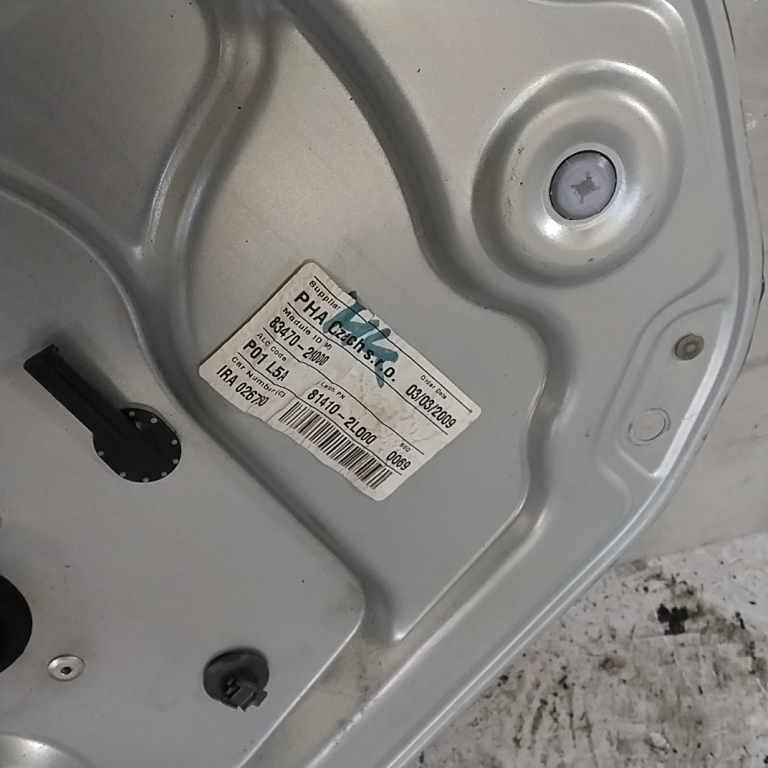 Supplier
PHA Czech s.r.o.
Order Date
03/03/2009
Module ID(M)
83470-2L000
ALC Code
P01 L5A
Latch PN
81410-2L000
SEQ
0069
Car Number(C)
IRA